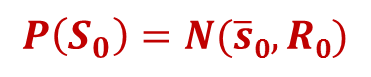 P(S₀) = N(s̅₀, R₀)